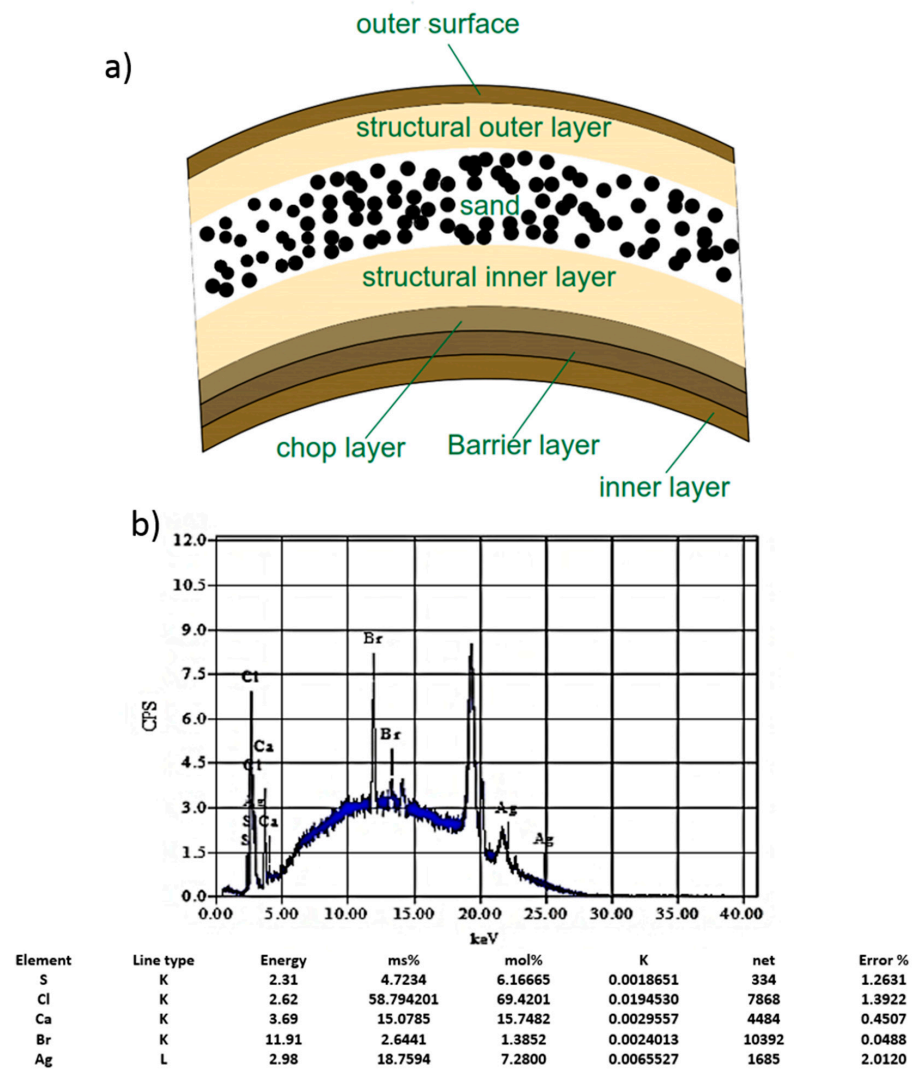 a)
outer surface
structural outer layer
sand
structural inner layer
chop layer
Barrier layer
inner layer
b)
12.0
10.5
9.0
7.5
6.0
4.5
3.0
1.5
0.0
CPS
Cl
Ca
Cl
Ag
S Ca
S
Br
Br
Ag
Ag
0.00 5.00 10.00 15.00 20.00 25.00 30.00 35.00 40.00
keV
Element Line type Energy ms% mol% K net Error %
S K 2.31 4.7234 6.16665 0.0018651 334 1.2631
Cl K 2.62 58.794201 69.4201 0.0194530 7868 1.3922
Ca K 3.69 15.0785 15.7482 0.0029557 4484 0.4507
Br K 11.91 2.6441 1.3852 0.0024013 10392 0.0488
Ag L 2.98 18.7594 7.2800 0.0065527 1685 2.0120